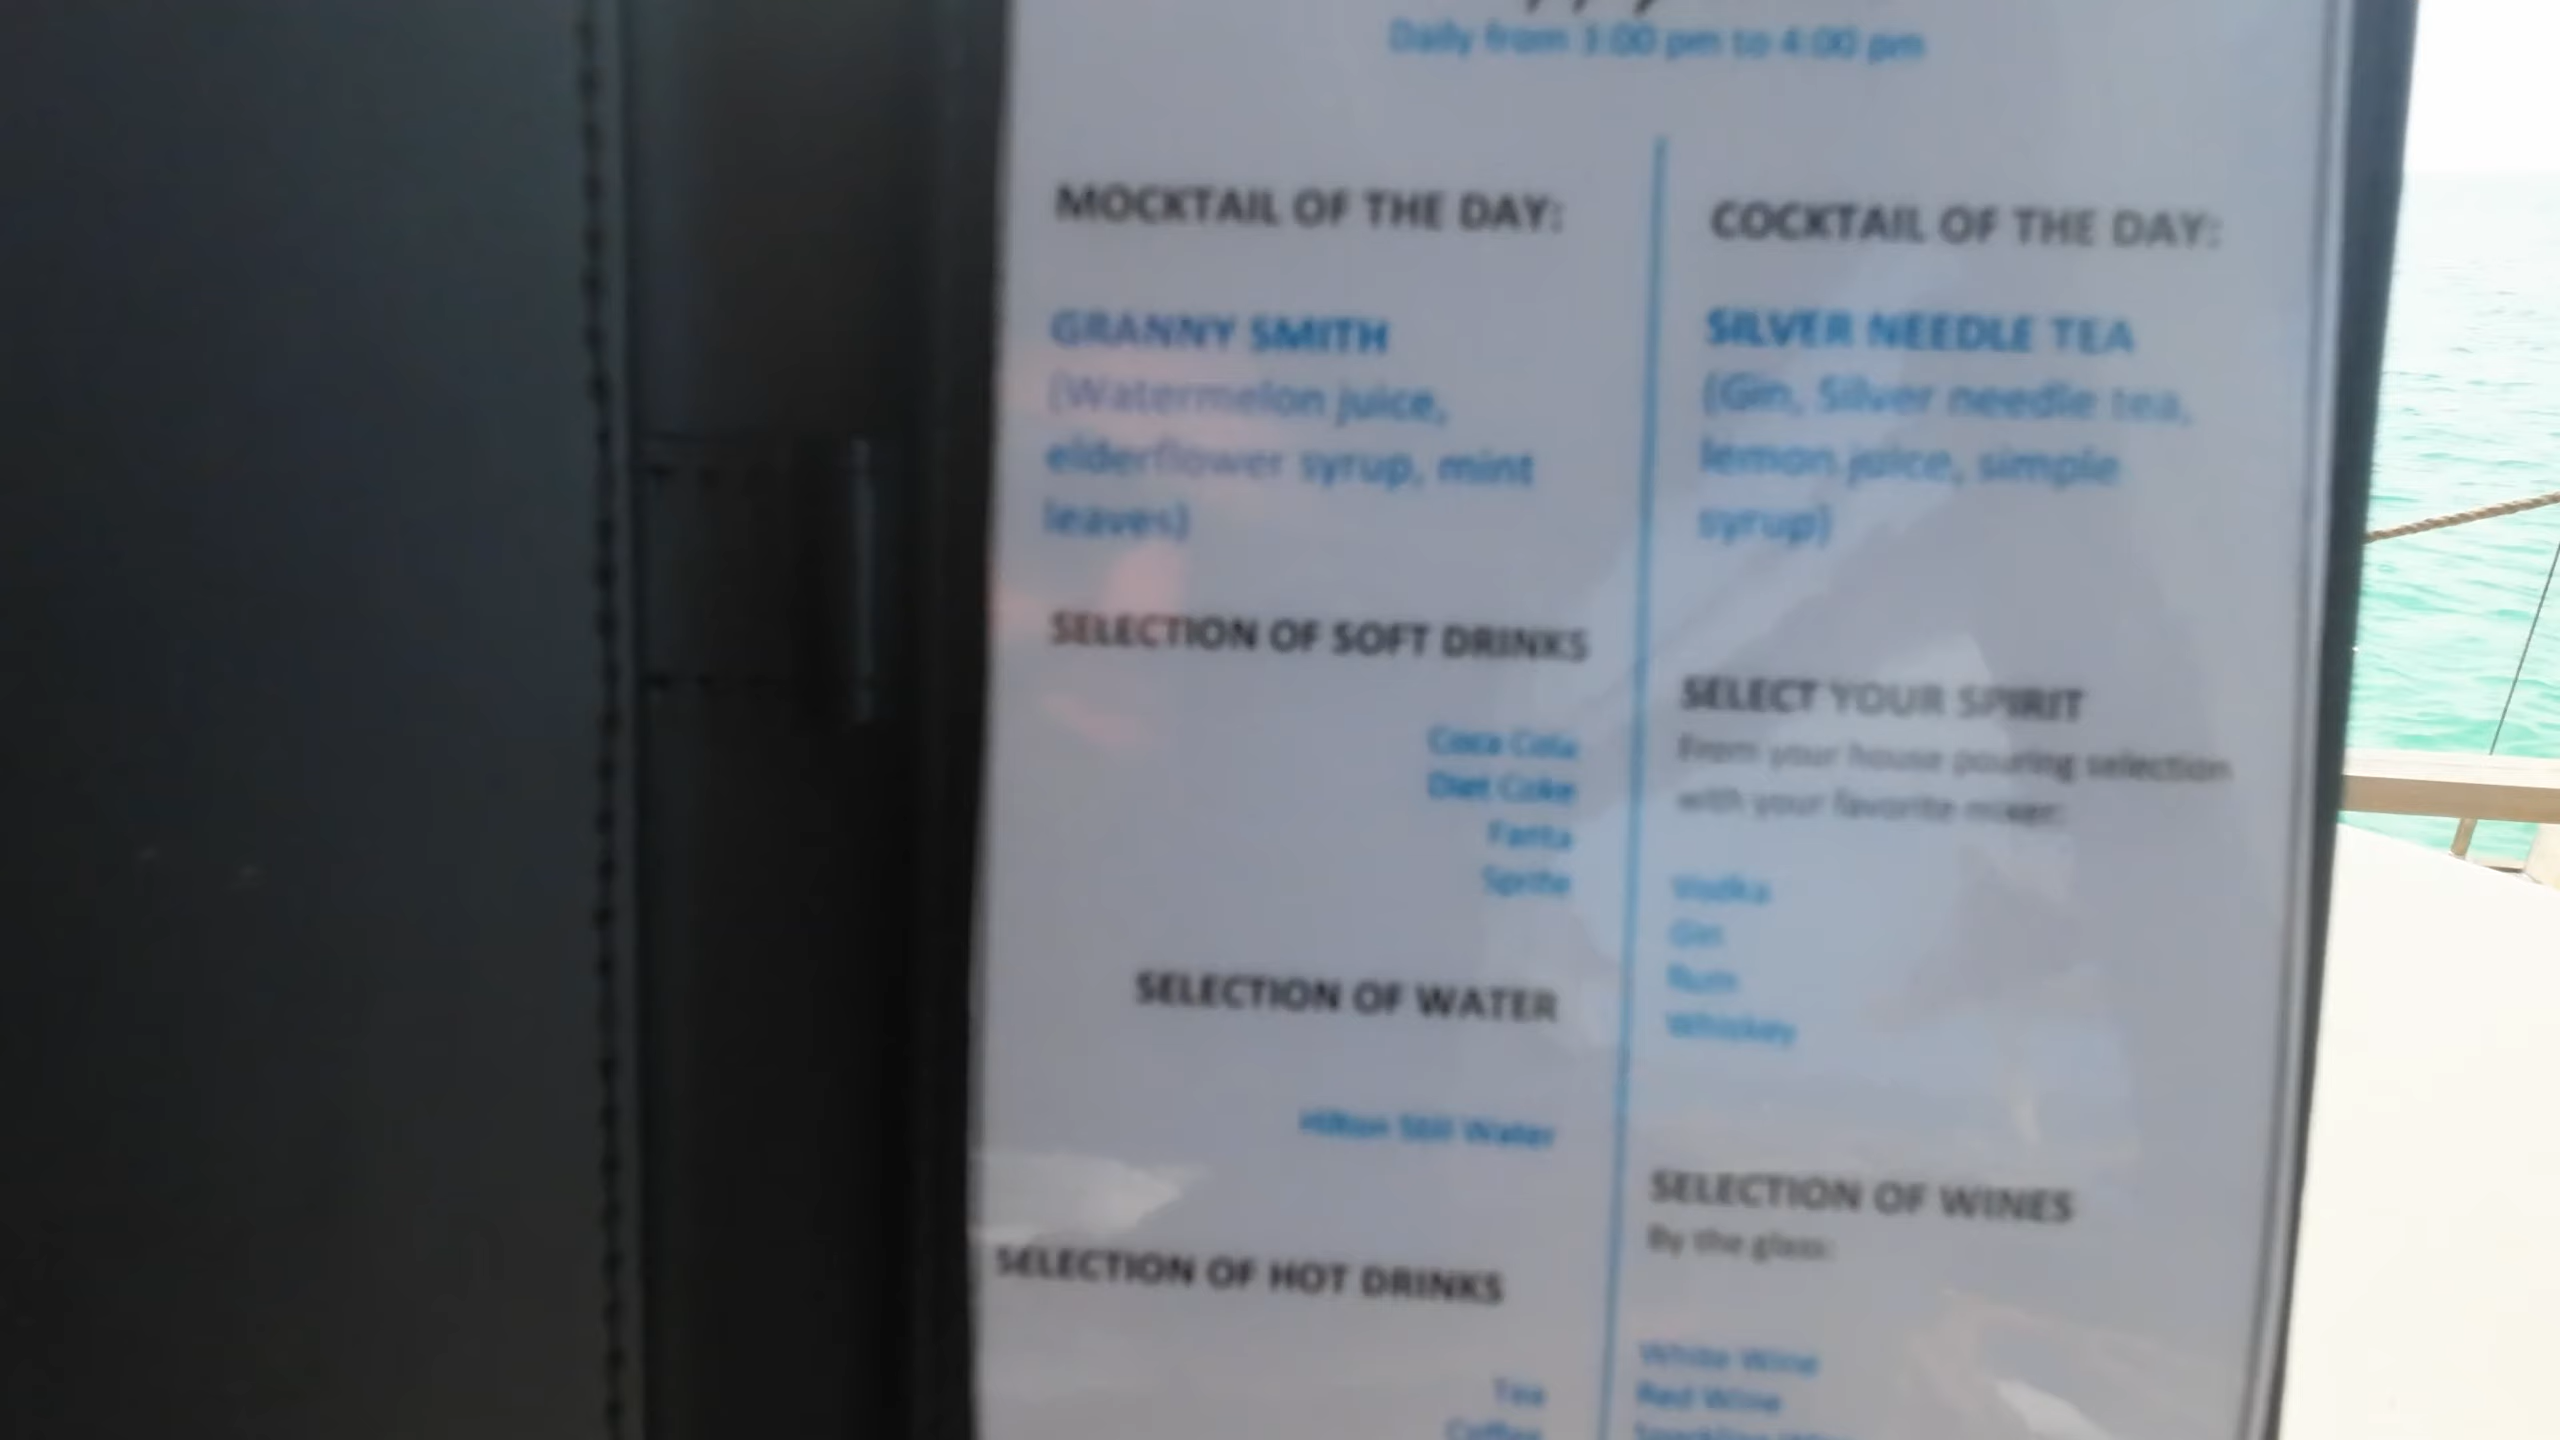 Daily from 3:00 pm to 4:00 pm
MOCKTAIL OF THE DAY:
GRANNY SMITH
(Watermelon juice,
elderflower syrup, mint
leaves)
SELECTION OF SOFT DRINKS
Coca Cola
Diet Coke
Fanta
Sprite
SELECTION OF WATER
Hilton Still Water
SELECTION OF HOT DRINKS
Tea
Coffee
COCKTAIL OF THE DAY:
SILVER NEEDLE TEA
(Gin, Silver needle tea,
lemon juice, simple
syrup)
SELECT YOUR SPIRIT
From your house pouring selection
with your favorite mixer:
Vodka
Gin
Rum
Whiskey
SELECTION OF WINES
By the glass:
White Wine
Red Wine